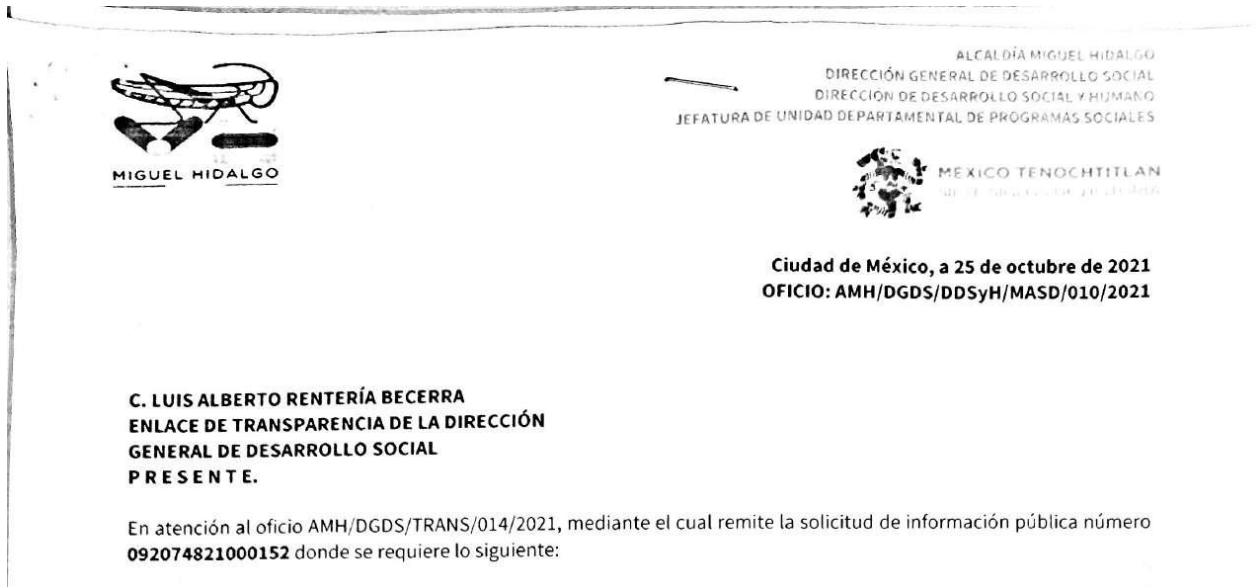 ALCALDÍA MIGUEL HIDALGO
DIRECCIÓN GENERAL DE DESARROLLO SOCIAL
DIRECCIÓN DE DESARROLLO SOCIAL Y HUMANO
JEFATURA DE UNIDAD DEPARTAMENTAL DE PROGRAMAS SOCIALES
MIGUEL HIDALGO
MEXICO TENOCHTITLAN
Ciudad de México, a 25 de octubre de 2021
OFICIO: AMH/DGDS/DDSyH/MASD/010/2021
C. LUIS ALBERTO RENTERÍA BECERRA
ENLACE DE TRANSPARENCIA DE LA DIRECCIÓN
GENERAL DE DESARROLLO SOCIAL
P R E S E N T E.
En atención al oficio AMH/DGDS/TRANS/014/2021, mediante el cual remite la solicitud de información pública número
092074821000152 donde se requiere lo siguiente: